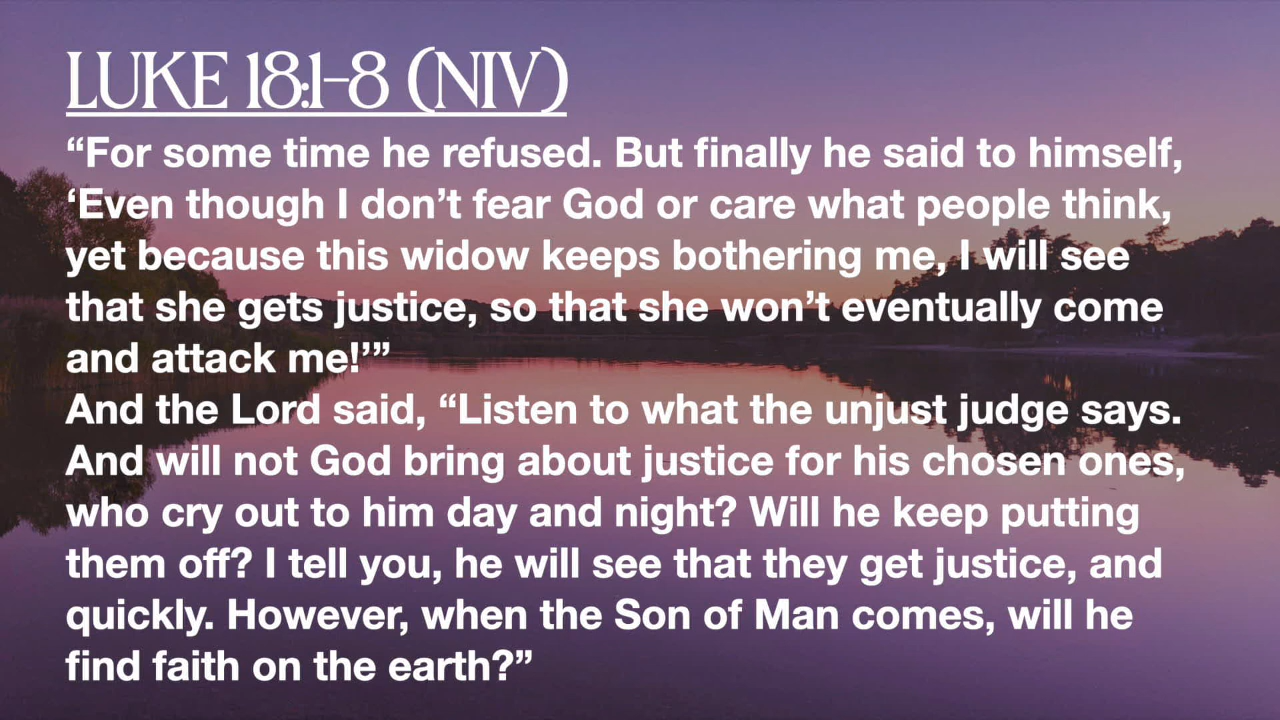 LUKE 18:1-8 (NIV)
“For some time he refused. But finally he said to himself,
‘Even though I don’t fear God or care what people think,
yet because this widow keeps bothering me, I will see
that she gets justice, so that she won’t eventually come
and attack me!’”
And the Lord said, “Listen to what the unjust judge says.
And will not God bring about justice for his chosen ones,
who cry out to him day and night? Will he keep putting
them off? I tell you, he will see that they get justice, and
quickly. However, when the Son of Man comes, will he
find faith on the earth?”